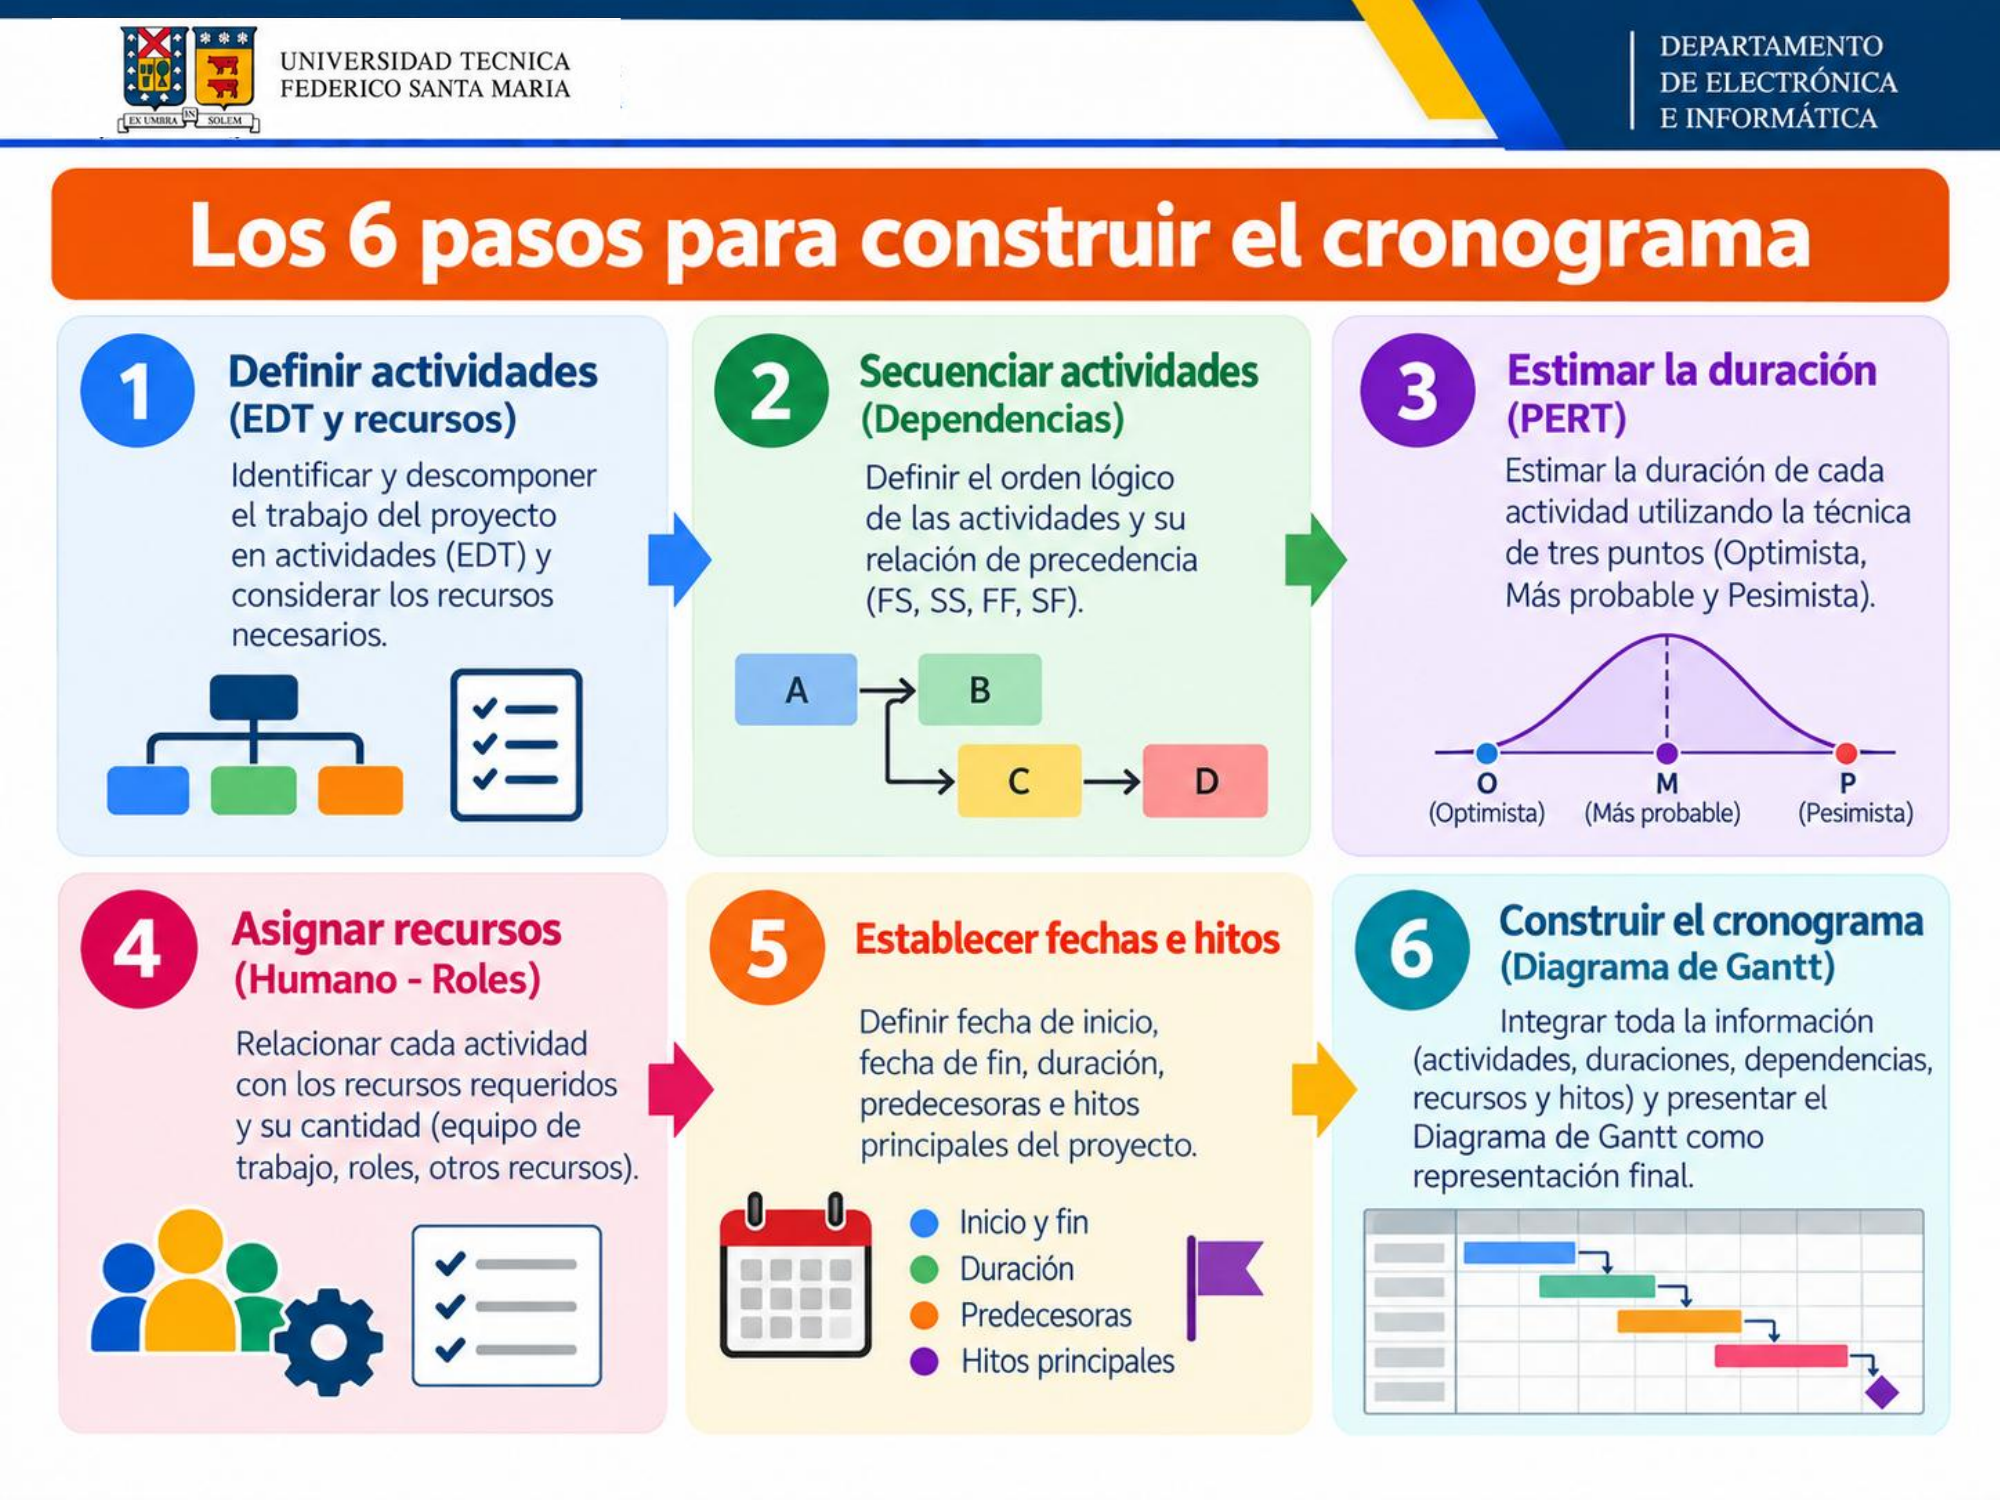 EX UMBRA IN SOLEM
UNIVERSIDAD TECNICA
FEDERICO SANTA MARIA
DEPARTAMENTO
DE ELECTRÓNICA
E INFORMÁTICA
Los 6 pasos para construir el cronograma
1
Definir actividades
(EDT y recursos)
Identificar y descomponer
el trabajo del proyecto
en actividades (EDT) y
considerar los recursos
necesarios.
2
Secuenciar actividades
(Dependencias)
Definir el orden lógico
de las actividades y su
relación de precedencia
(FS, SS, FF, SF).
A
B
C
D
3
Estimar la duración
(PERT)
Estimar la duración de cada
actividad utilizando la técnica
de tres puntos (Optimista,
Más probable y Pesimista).
O
M
P
(Optimista)
(Más probable)
(Pesimista)
4
Asignar recursos
(Humano - Roles)
Relacionar cada actividad
con los recursos requeridos
y su cantidad (equipo de
trabajo, roles, otros recursos).
5
Establecer fechas e hitos
Definir fecha de inicio,
fecha de fin, duración,
predecesoras e hitos
principales del proyecto.
Inicio y fin
Duración
Predecesoras
Hitos principales
6
Construir el cronograma
(Diagrama de Gantt)
Integrar toda la información
(actividades, duraciones, dependencias,
recursos y hitos) y presentar el
Diagrama de Gantt como
representación final.